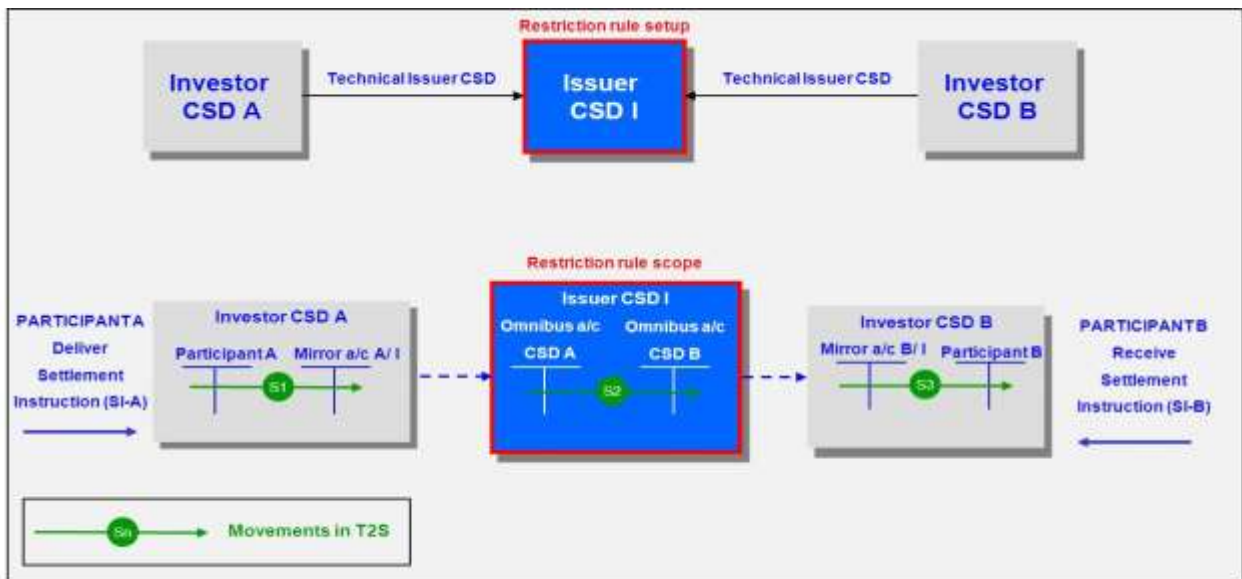 Restriction rule setup
Investor
CSD A
Technical Issuer CSD
Issuer
CSD I
Technical Issuer CSD
Investor
CSD B
Restriction rule scope
PARTICIPANT A
Deliver
Settlement
Instruction (SI-A)
Investor CSD A
Participant A
Mirror a/c A/ I
S1
Issuer CSD I
Omnibus a/c
CSD A
Omnibus a/c
CSD B
S2
Investor CSD B
Mirror a/c B/ I
Participant B
S3
PARTICIPANT B
Receive
Settlement
Instruction (SI-B)
Sn
Movements in T2S